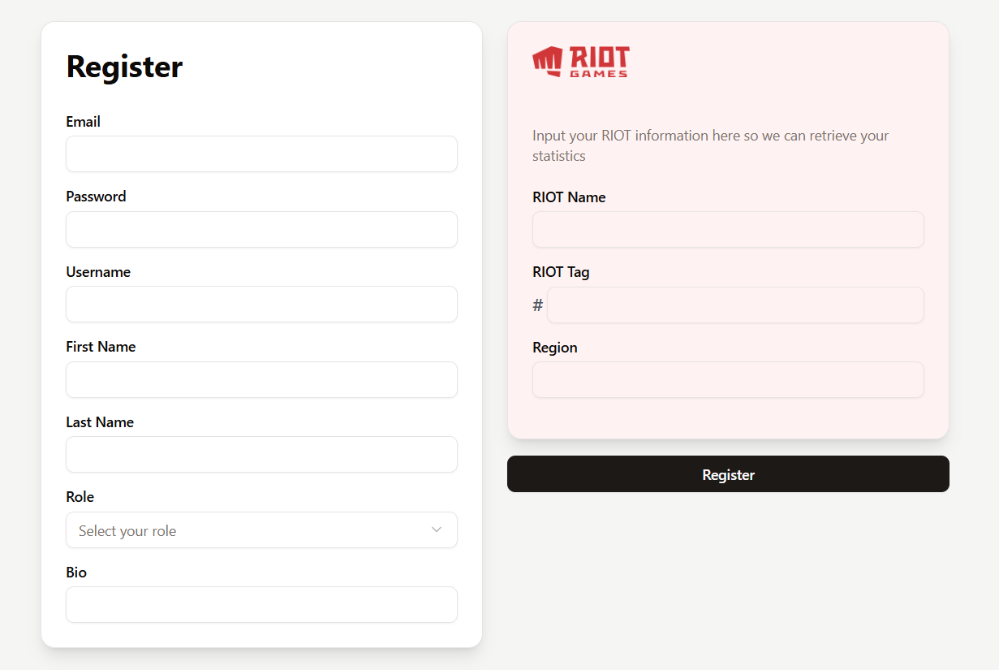 Register
Email
Password
Username
First Name
Last Name
Role
Select your role
Bio
RIOT
GAMES
Input your RIOT information here so we can retrieve your
statistics
RIOT Name
RIOT Tag
#
Region
Register